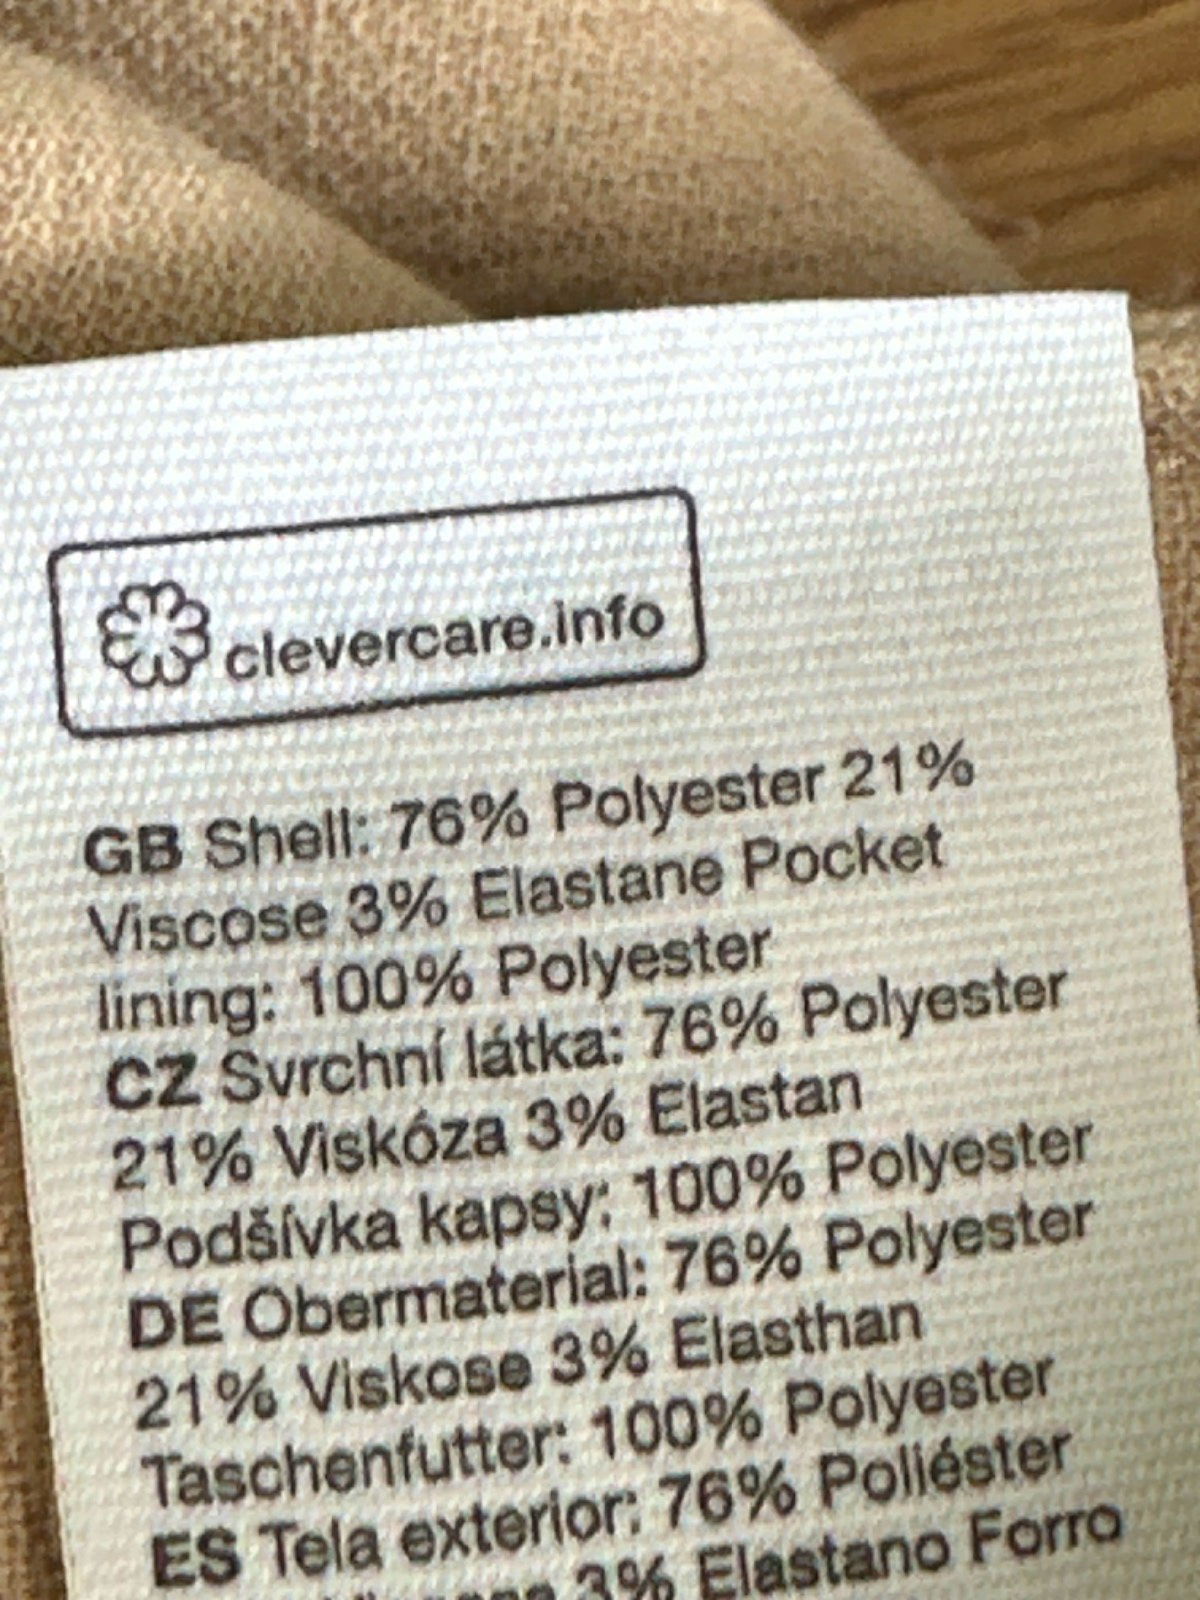 clevercare.info
GB Shell: 76% Polyester 21%
Viscose 3% Elastane Pocket
lining: 100% Polyester
CZ Svrchní látka: 76% Polyester
21% Viskóza 3% Elastan
Podšívka kapsy: 100% Polyester
DE Obermaterial: 76% Polyester
21% Viskose 3% Elasthan
Taschenfutter: 100% Polyester
ES Tela exterior: 76% Poliéster
3% Elastano Forro